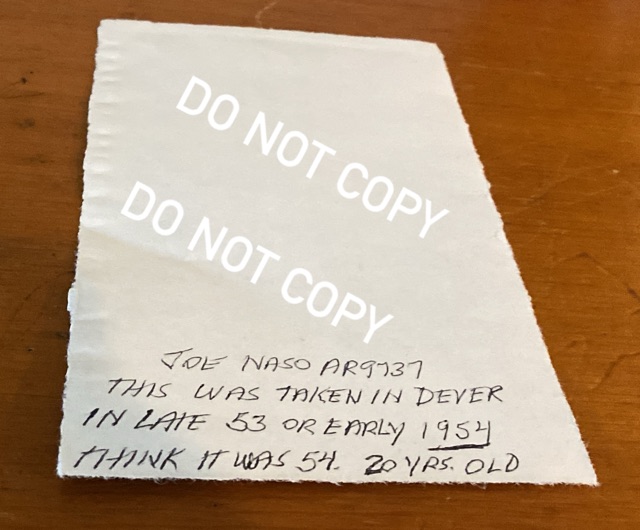 DO NOT COPY
DO NOT COPY
JOE NASO AR9737
THIS WAS TAKEN IN DEVER
IN LATE 53 OR EARLY 1954
THINK IT WAS 54. 20 YRS. OLD